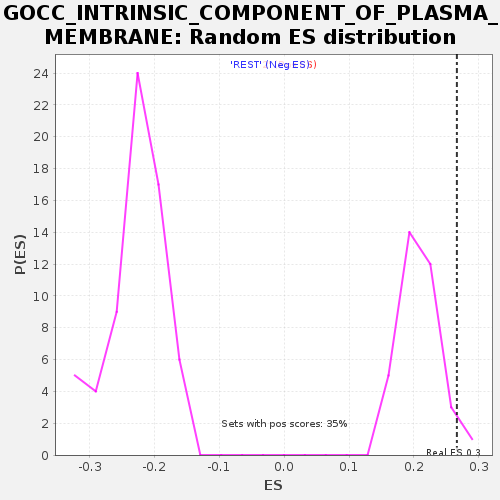 GOCC_INTRINSIC_COMPONENT_OF_PLASMA_
MEMBRANE: Random ES distribution
'REST' (Neg ES)
24
22
20
18
16
14
12
10
8
6
4
2
0
P(ES)
Sets with pos scores: 35%
Real ES 0.3
-0.3
-0.2
-0.1
0.0
0.1
0.2
0.3
ES